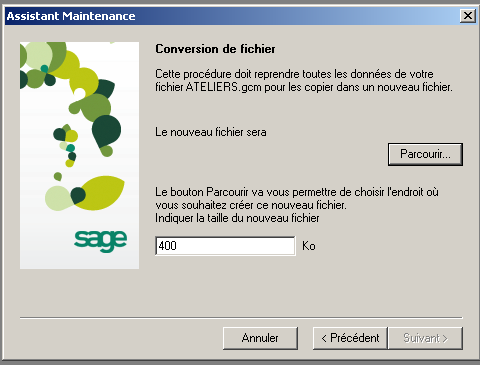 Assistant Maintenance
Conversion de fichier
Cette procédure doit reprendre toutes les données de votre
fichier ATELIERS.gcm pour les copier dans un nouveau fichier.
Le nouveau fichier sera
Parcourir...
Le bouton Parcourir va vous permettre de choisir l'endroit où
vous souhaitez créer ce nouveau fichier.
Indiquer la taille du nouveau fichier
400 Ko
sage
Annuler < Précédent Suivant >